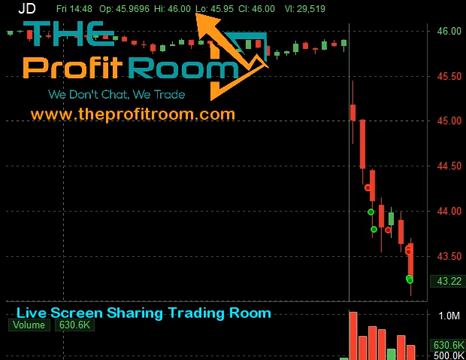 JD Fri 14:48 Op: 45.9696 Hi: 46.00 Lo: 45.95 Cl: 46.00 Vl: 29,519
THE
Profit Room
We Don't Chat, We Trade
www.theprofitroom.com
46.00
45.50
45.00
44.50
44.00
43.50
43.22
Live Screen Sharing Trading Room
Volume 630.6K
1.0M
630.6K
500.0K